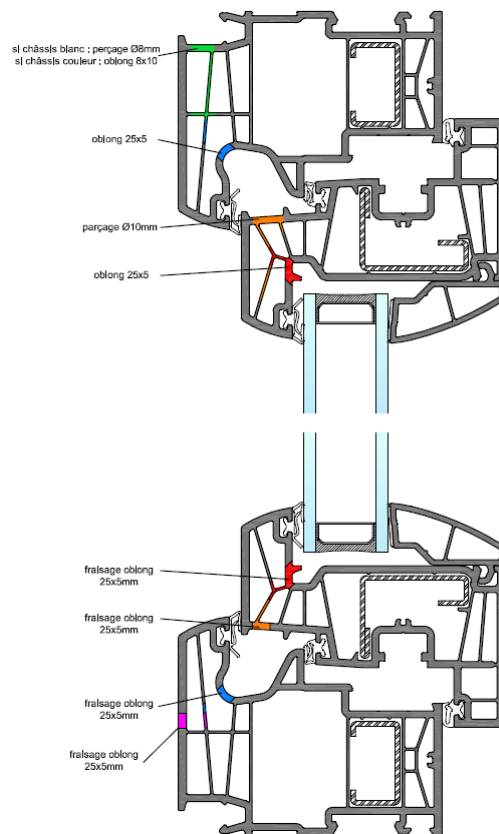 si châssis blanc : perçage Ø8mm
si châssis couleur : oblong 8x10
oblong 25x5
parçage Ø10mm
oblong 25x5
fraisage oblong
25x5mm
fraisage oblong
25x5mm
fraisage oblong
25x5mm
fraisage oblong
25x5mm